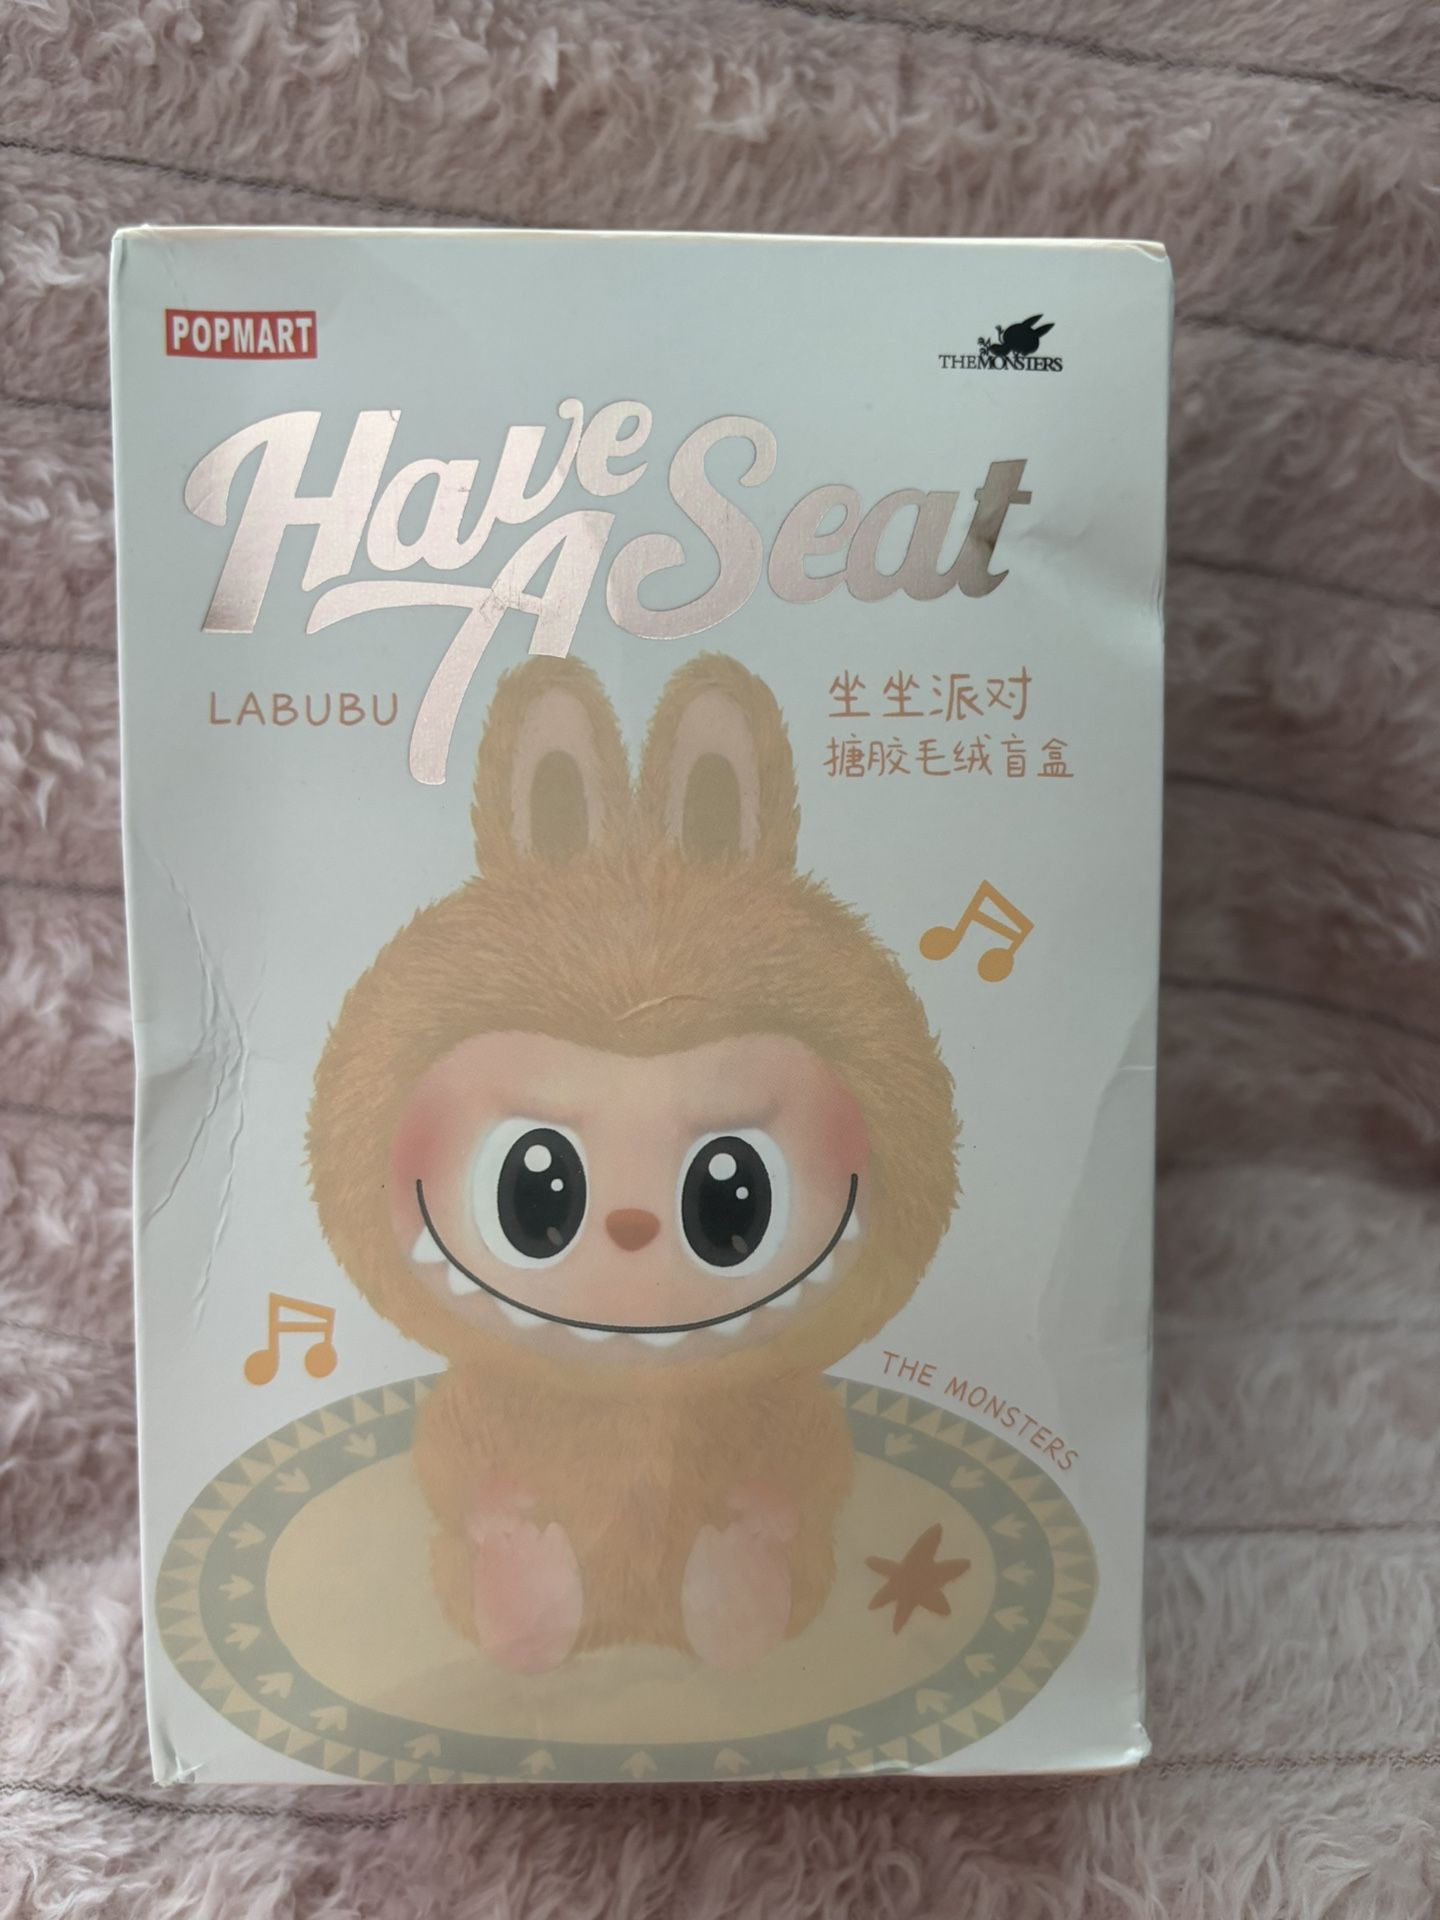 POPMART
THE MONSTERS
Have A Seat
LABUBU
坐坐派对
搪胶毛绒盲盒
THE MONSTERS